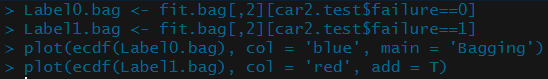 > Label0.bag <- fit.bag[,2][car2.test$failure==0]
> Label1.bag <- fit.bag[,2][car2.test$failure==1]
> plot(ecdf(Label0.bag), col = 'blue', main = 'Bagging')
> plot(ecdf(Label1.bag), col = 'red', add = T)